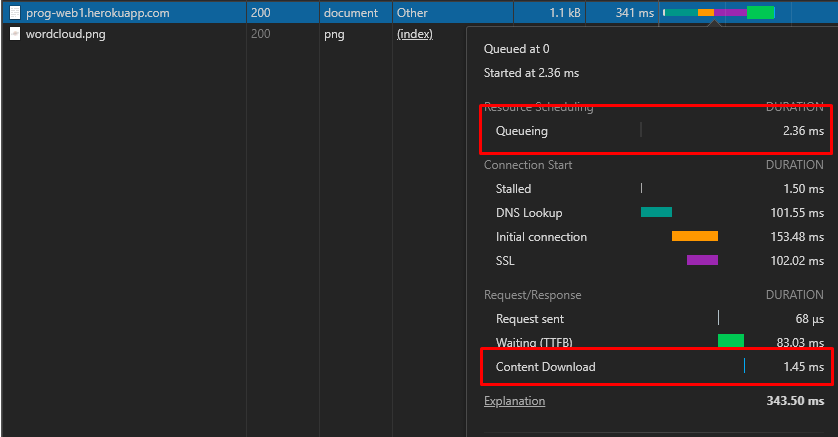 prog-web1.herokuapp.com 200 document Other 1.1 kB 341 ms
wordcloud.png 200 png (index)
Queued at 0
Started at 2.36 ms
Resource Scheduling DURATION
Queueing 2.36 ms
Connection Start DURATION
Stalled 1.50 ms
DNS Lookup 101.55 ms
Initial connection 153.48 ms
SSL 102.02 ms
Request/Response DURATION
Request sent 68 μs
Waiting (TTFB) 83.03 ms
Content Download 1.45 ms
Explanation 343.50 ms